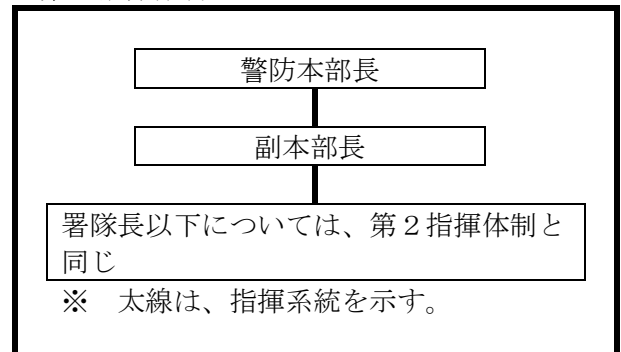 警防本部長
副本部長
署隊長以下については、第２指揮体制と
同じ
※　太線は、指揮系統を示す。